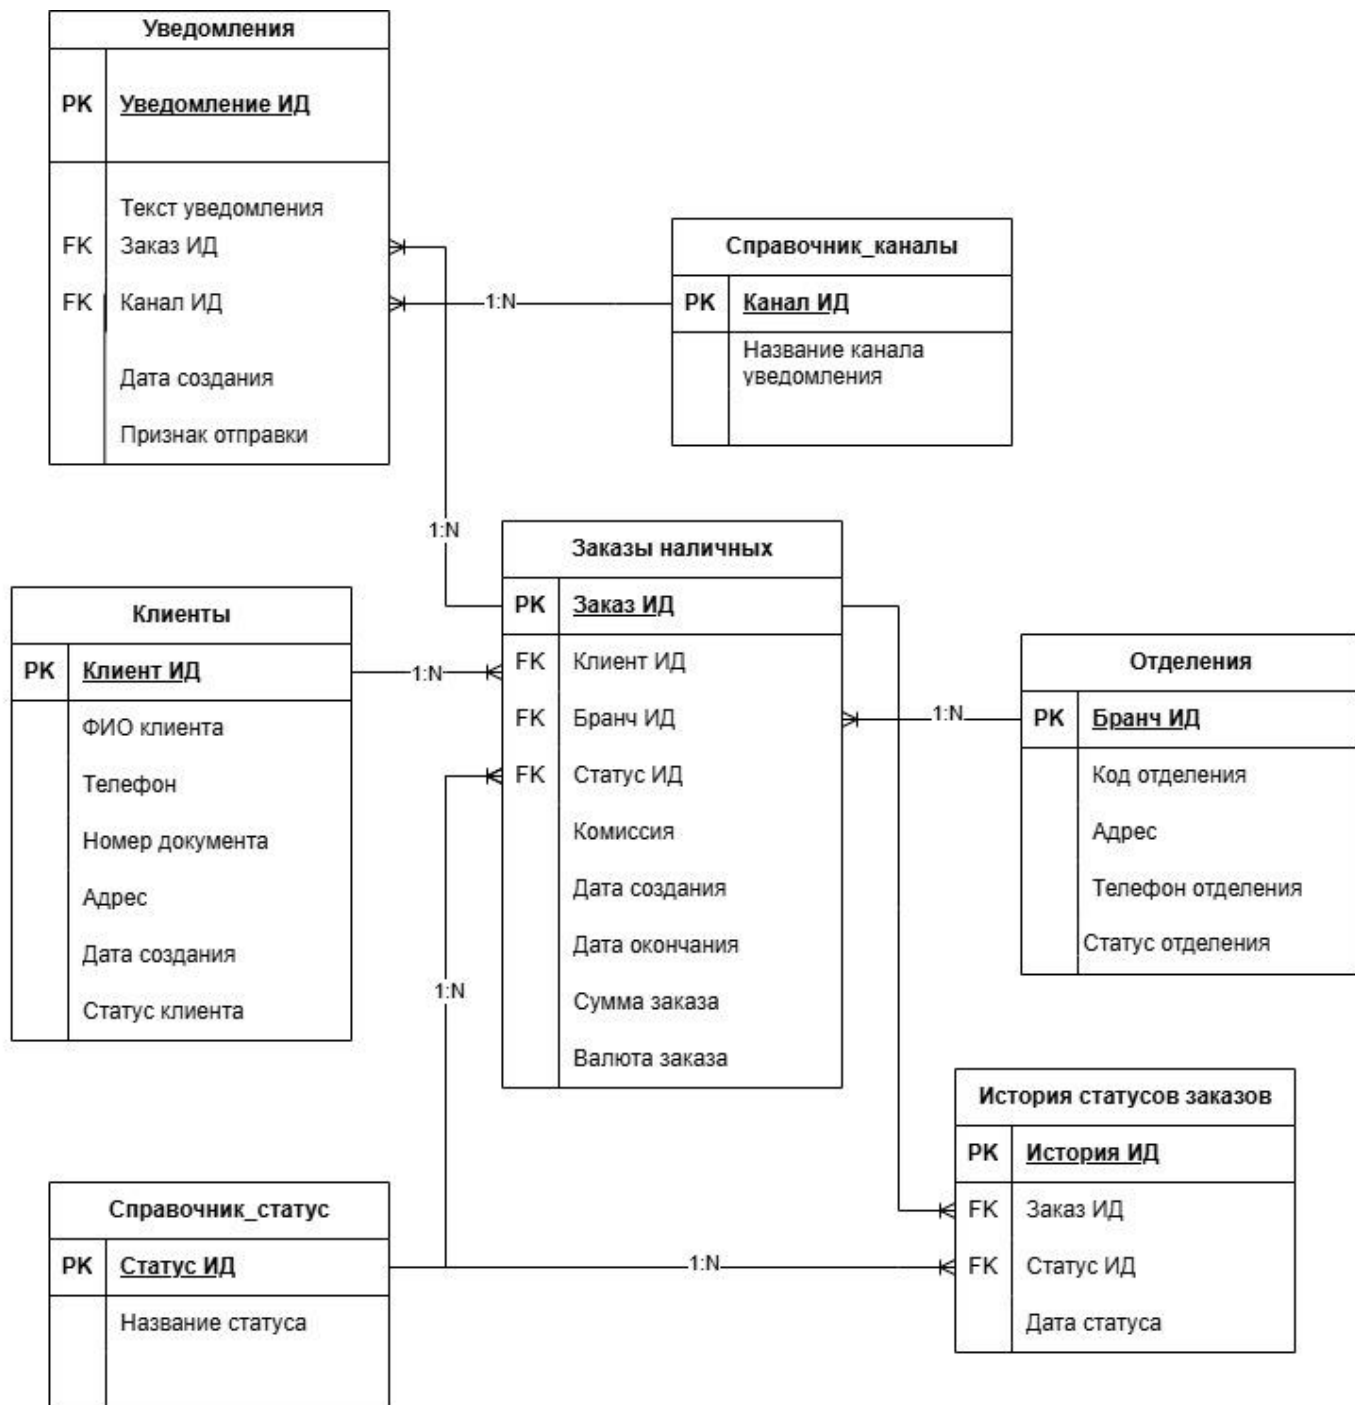 Уведомления
PK Уведомление ИД
Текст уведомления
FK Заказ ИД
FK Канал ИД
Дата создания
Признак отправки
1:N
Справочник_каналы
PK Канал ИД
Название канала
уведомления
1:N
Заказы наличных
PK Заказ ИД
FK Клиент ИД
FK Бранч ИД
FK Статус ИД
Комиссия
Дата создания
Дата окончания
Сумма заказа
Валюта заказа
Клиенты
PK Клиент ИД
ФИО клиента
Телефон
Номер документа
Адрес
Дата создания
Статус клиента
1:N
1:N
Отделения
PK Бранч ИД
Код отделения
Адрес
Телефон отделения
Статус отделения
1:N
История статусов заказов
PK История ИД
FK Заказ ИД
FK Статус ИД
Дата статуса
Справочник_статус
PK Статус ИД
Название статуса
1:N